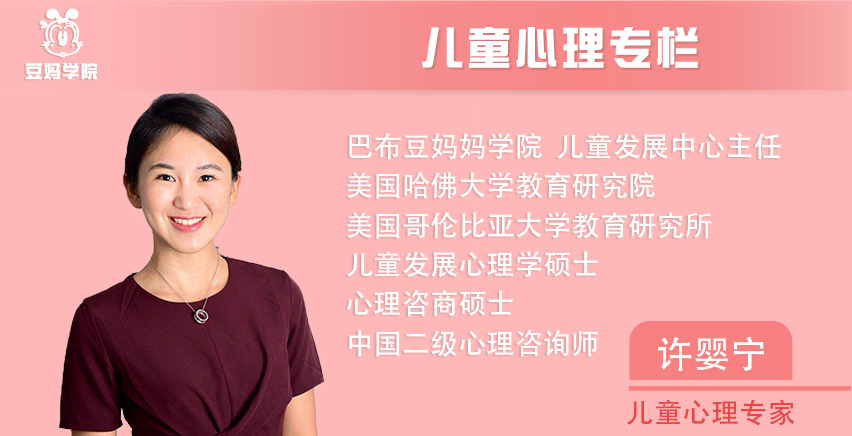 豆妈学院
儿童心理专栏
巴布豆妈妈学院 儿童发展中心主任
美国哈佛大学教育研究院
美国哥伦比亚大学教育研究所
儿童发展心理学硕士
心理咨商硕士
中国二级心理咨询师
许婴宁
儿童心理专家